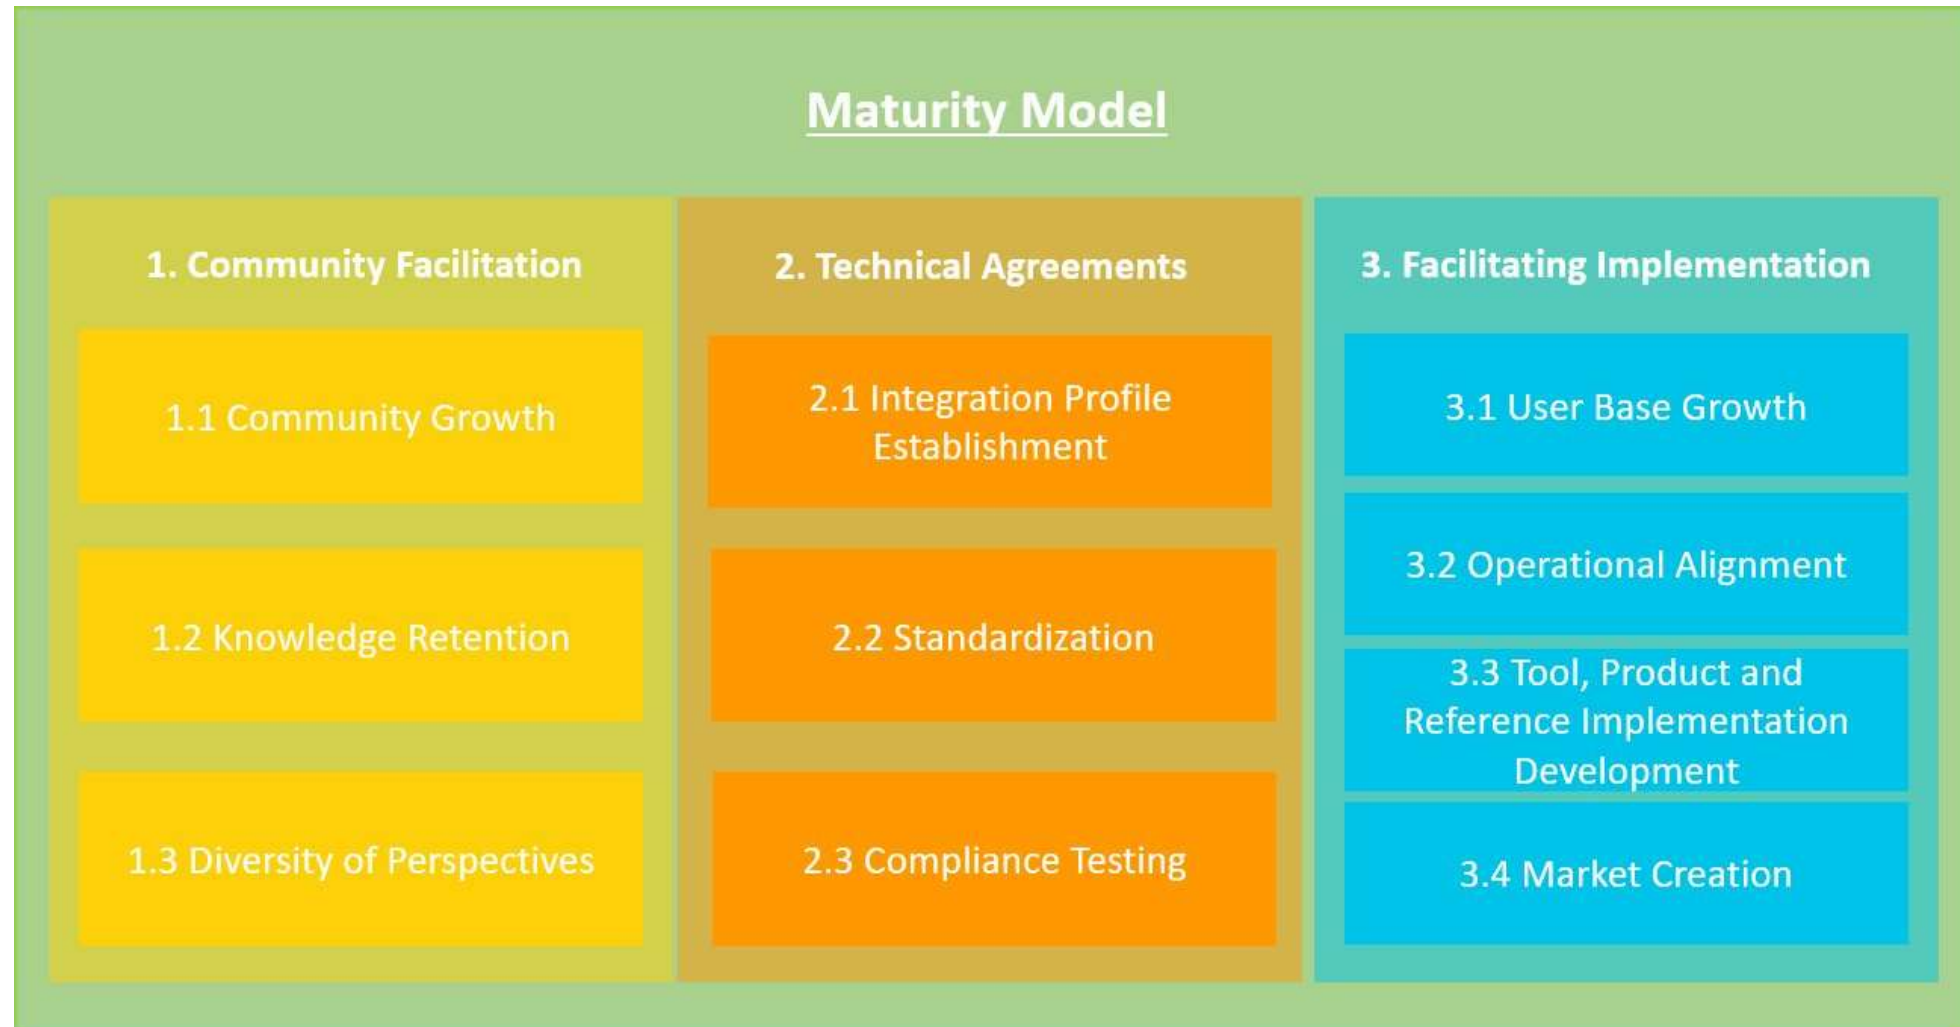 Maturity Model
1. Community Facilitation
1.1 Community Growth
1.2 Knowledge Retention
1.3 Diversity of Perspectives
2. Technical Agreements
2.1 Integration Profile
Establishment
2.2 Standardization
2.3 Compliance Testing
3. Facilitating Implementation
3.1 User Base Growth
3.2 Operational Alignment
3.3 Tool, Product and
Reference Implementation
Development
3.4 Market Creation